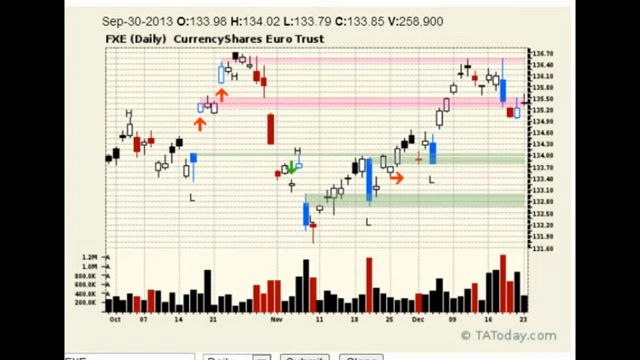 Sep-30-2013 O:133.98 H:134.02 L:133.79 C:133.85 V:258,900
FXE (Daily) CurrencyShares Euro Trust
136.70
136.40
136.10
135.80
135.50
135.20
134.90
134.60
134.30
134.00
133.70
133.40
133.10
132.80
132.50
132.20
131.90
131.60
H
H
H
L
L
L
L
1.2M
1.0M
800.0K
600.0K
400.0K
200.0K
Oct 07 14 21 Nov 11 18 25 Dec 09 16 23
© TAToday.com
FXE Daily Submit Close